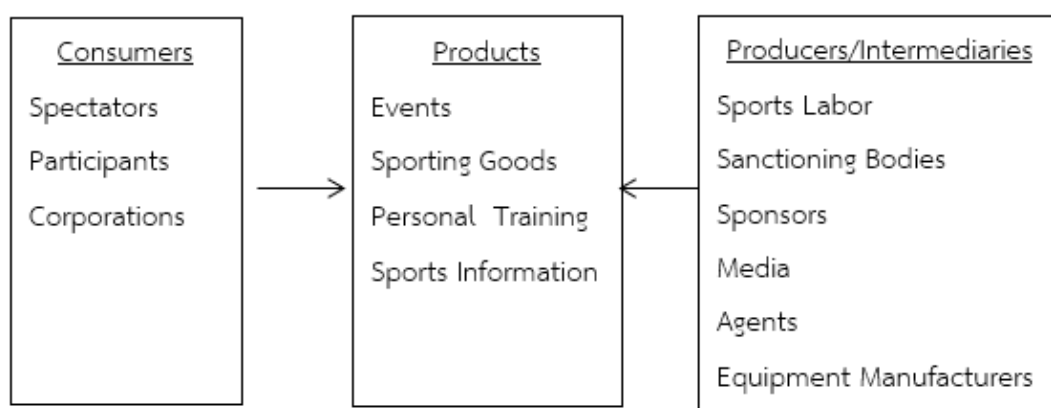 Consumers
Spectators
Participants
Corporations
Products
Events
Sporting Goods
Personal Training
Sports Information
Producers/Intermediaries
Sports Labor
Sanctioning Bodies
Sponsors
Media
Agents
Equipment Manufacturers